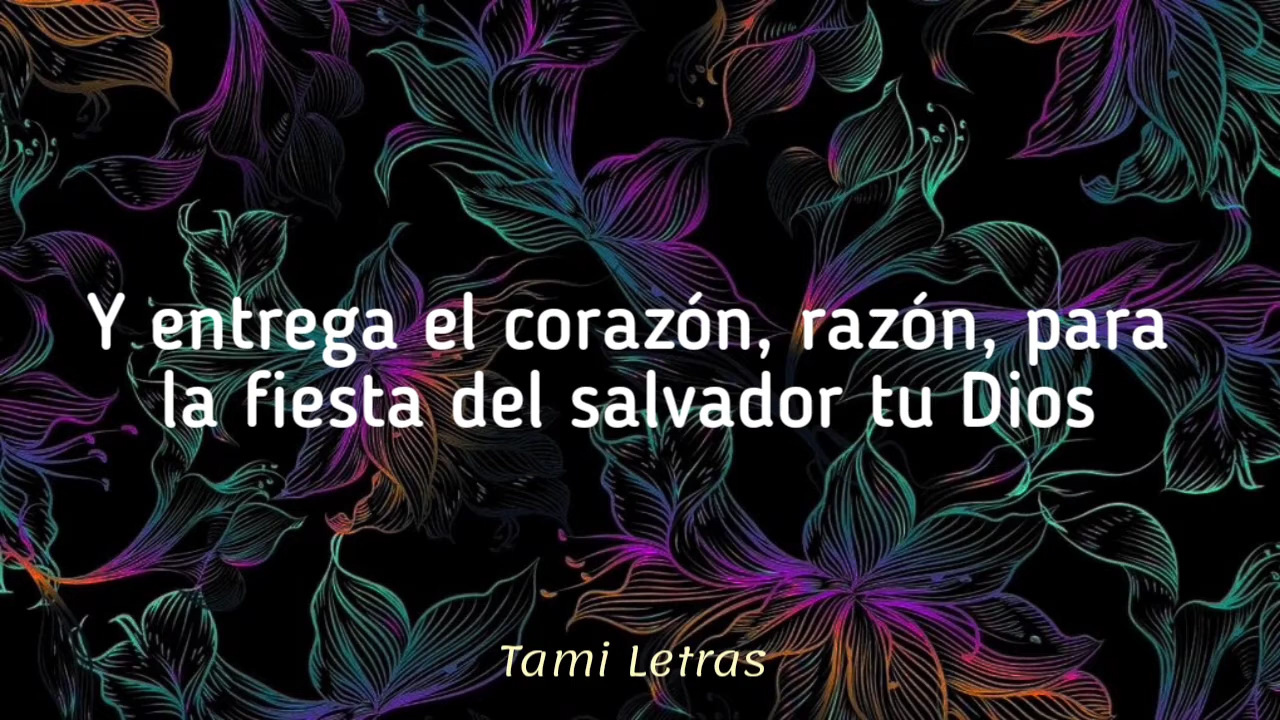 Y entrega el corazón, razón, para
la fiesta del salvador tu Dios
Tami Letras